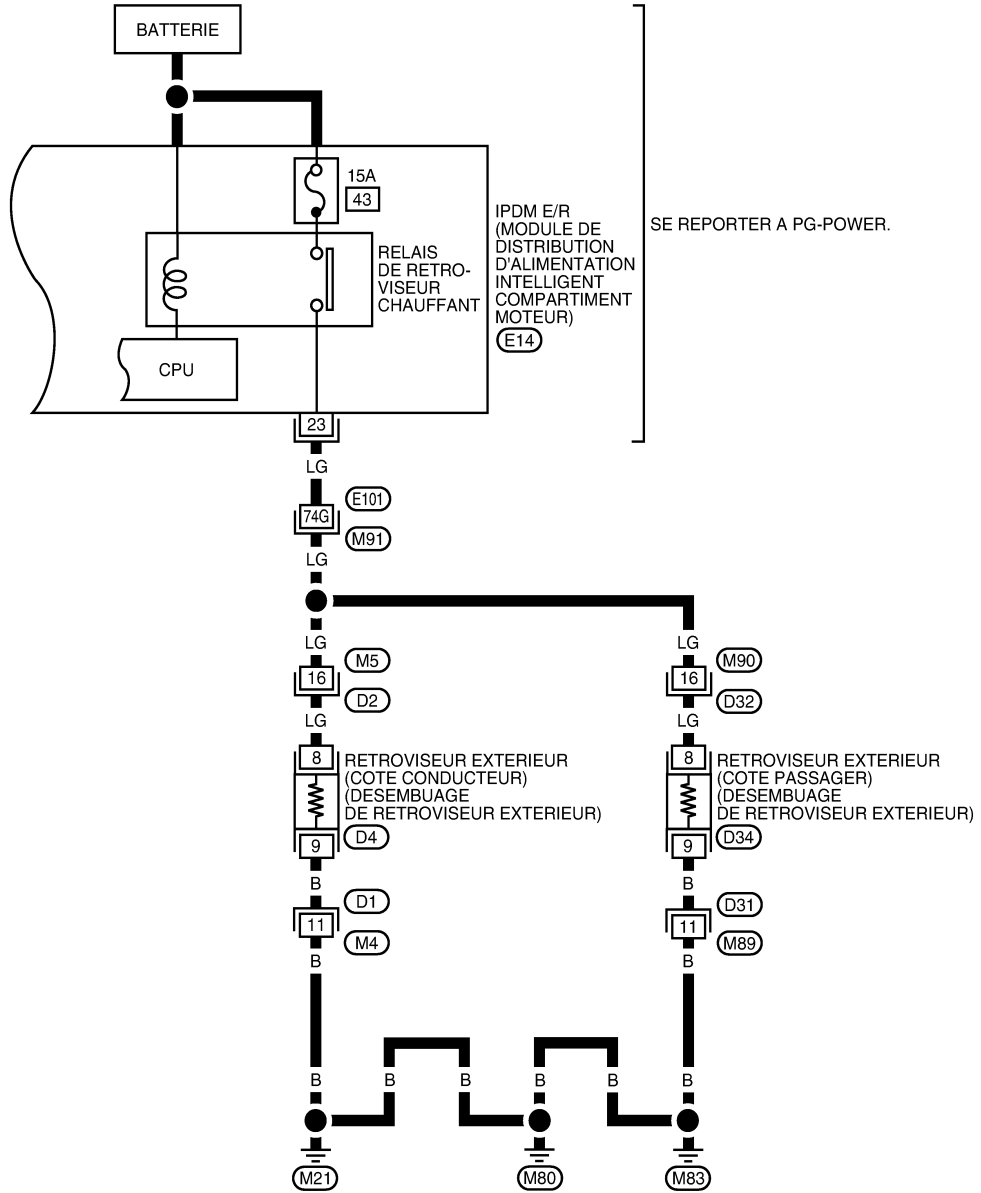 BATTERIE
15A
43
RELAIS
DE RETRO-
VISEUR
CHAUFFANT
CPU
IPDM E/R
(MODULE DE
DISTRIBUTION
D'ALIMENTATION
INTELLIGENT
COMPARTIMENT
MOTEUR)
E14
SE REPORTER A PG-POWER.
23
LG
E101
74G
M91
LG
LG
LG
M5
M90
16
16
D2
D32
LG
LG
8
8
RETROVISEUR EXTERIEUR
(COTE CONDUCTEUR)
(DESEMBUAGE
DE RETROVISEUR EXTERIEUR)
D4
RETROVISEUR EXTERIEUR
(COTE PASSAGER)
(DESEMBUAGE
DE RETROVISEUR EXTERIEUR)
D34
9
9
B
B
D1
D31
11
11
M4
M89
B
B
B
B
B
B
B
B
M21
M80
M83